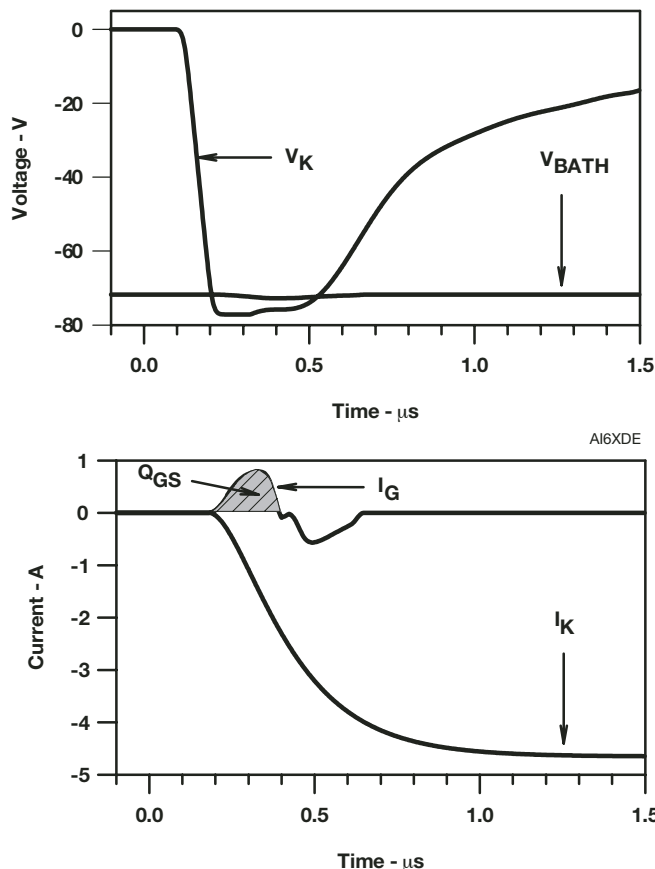 0
-20
-40
-60
-80
Voltage - V
V_K
V_BATH
0.0
0.5
1.0
1.5
Time - μs
AI6XDE
1
0
-1
-2
-3
-4
-5
Current - A
Q_GS
I_G
I_K
0.0
0.5
1.0
1.5
Time - μs